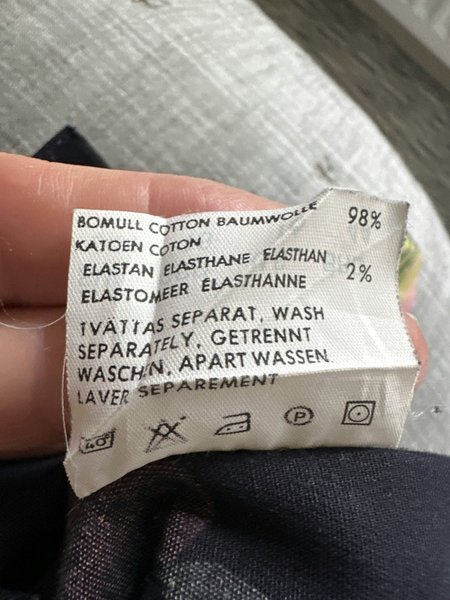 BOMULL COTTON BAUMWOLLE 98%
KATOEN COTON
ELASTAN ELASTHANE ELASTHAN 2%
ELASTOMEER ÉLASTHANNE
TVÄTTAS SEPARAT, WASH
SEPARATELY, GETRENNT
WASCHEN, APART WASSEN
LAVER SEPAREMENT
40° P